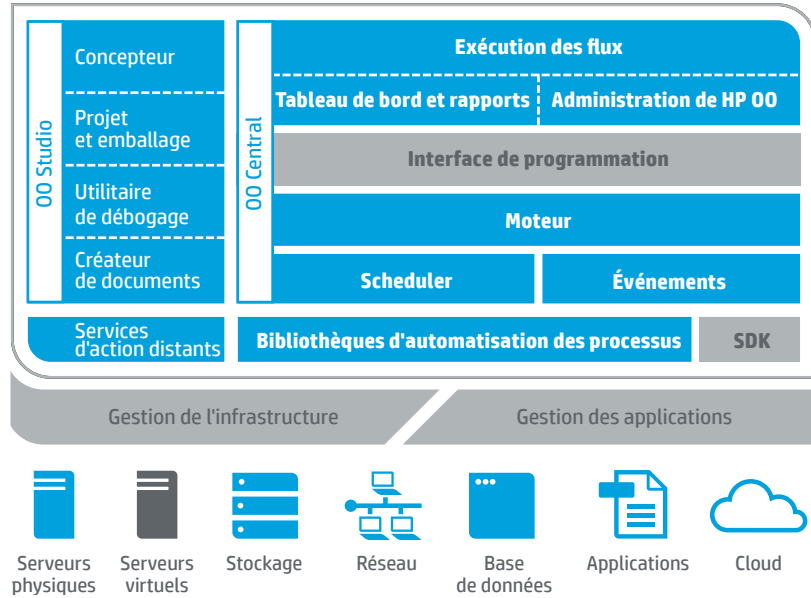 OO Studio
Concepteur
Projet
et emballage
Utilitaire
de débogage
Créateur
de documents
OO Central
Exécution des flux
Tableau de bord et rapports
Administration de HP OO
Interface de programmation
Moteur
Scheduler
Événements
Services
d'action distants
Bibliothèques d'automatisation des processus
SDK
Gestion de l'infrastructure
Gestion des applications
Serveurs
physiques
Serveurs
virtuels
Stockage
Réseau
Base
de données
Applications
Cloud